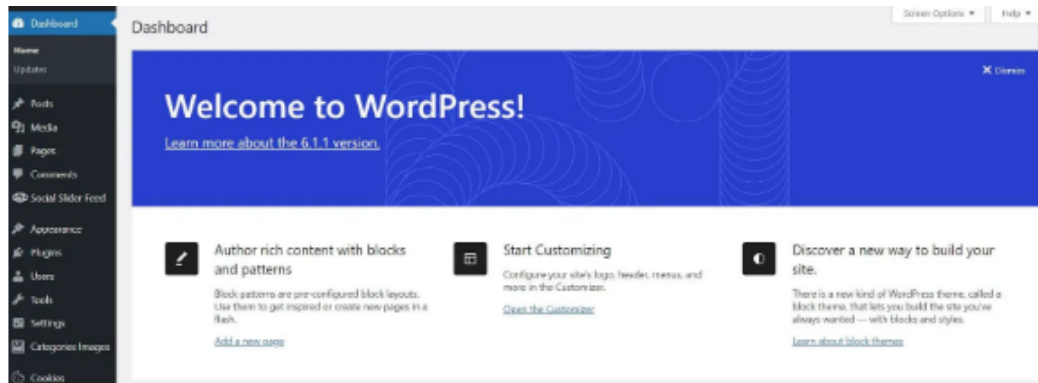 Screen Options
Help
Dashboard
Dashboard
Home
Updates
Posts
Media
Pages
Comments
Social Slider Feed
Appearance
Plugins
Users
Tools
Settings
Categories Images
Cookies
Dismiss
Welcome to WordPress!
Learn more about the 6.1.1 version.
Author rich content with blocks
and patterns
Block patterns are pre-configured block layouts.
Use them to get inspired or create new pages in a
flash.
Add a new page
Start Customizing
Configure your site's logo, header, menus, and
more in the Customizer.
Open the Customizer
Discover a new way to build your
site.
There is a new kind of WordPress theme, called a
block theme, that lets you build the site you've
always wanted — with blocks and styles.
Learn about block themes